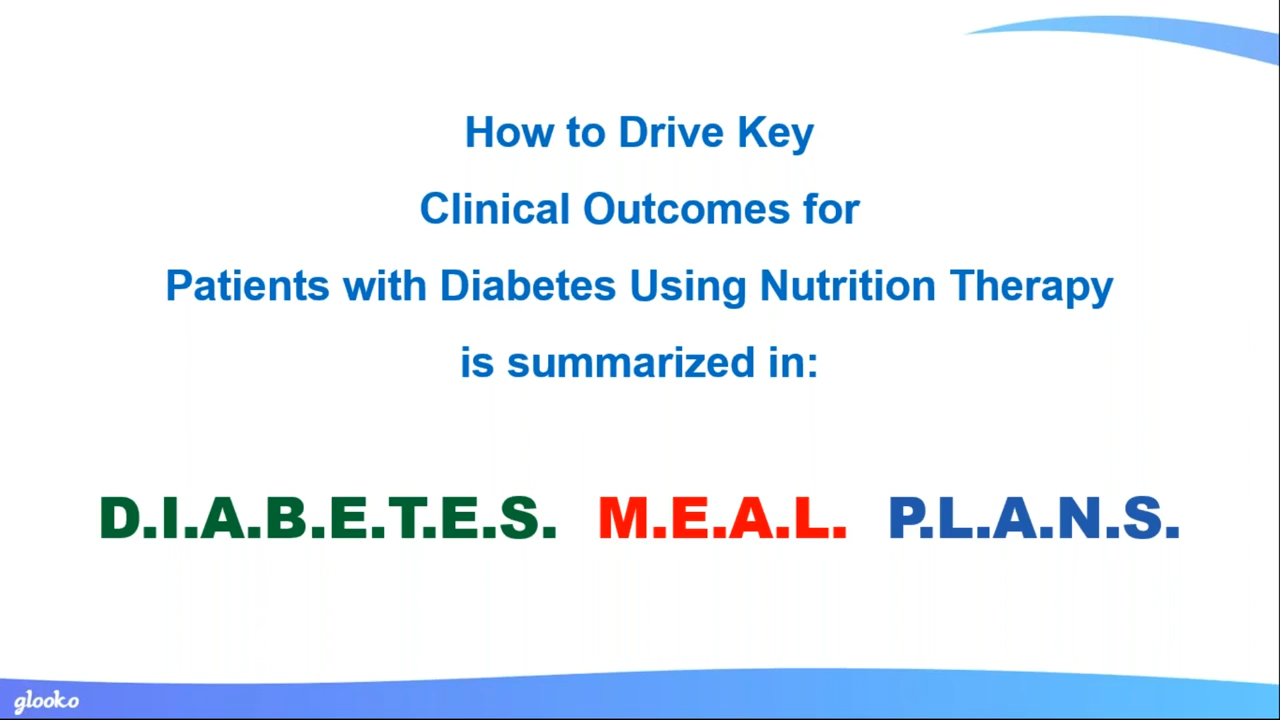 How to Drive Key
Clinical Outcomes for
Patients with Diabetes Using Nutrition Therapy
is summarized in:
D.I.A.B.E.T.E.S. M.E.A.L. P.L.A.N.S.
glooko